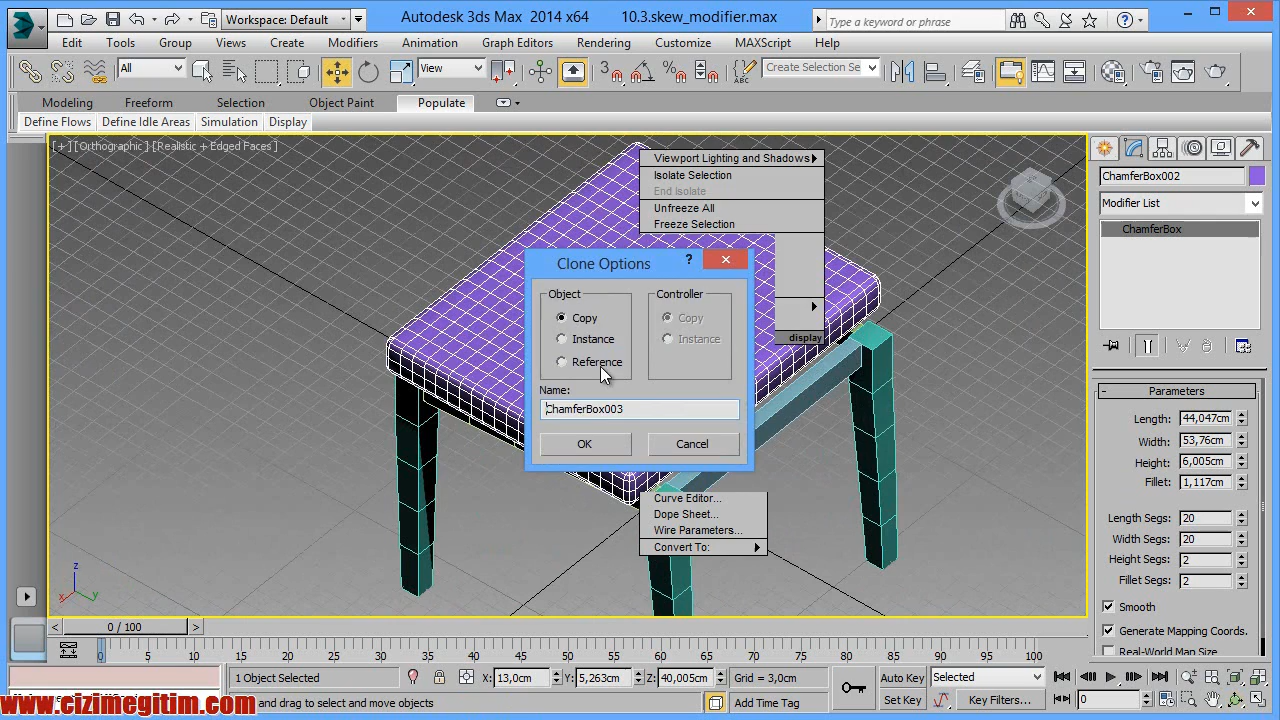 Workspace: Default
Autodesk 3ds Max 2014 x64 10.3.skew_modifier.max
Type a keyword or phrase
Edit Tools Group Views Create Modifiers Animation Graph Editors Rendering Customize MAXScript Help
All
View
3
ABC
Create Selection Se
Modeling Freeform Selection Object Paint Populate
Define Flows Define Idle Areas Simulation Display
[+][Orthographic][Realistic + Edged Faces]
Viewport Lighting and Shadows
Isolate Selection
End Isolate
Unfreeze All
Freeze Selection
display
Clone Options
?
Object
Copy
Instance
Reference
Controller
Copy
Instance
Name:
ChamferBox003
OK Cancel
Curve Editor...
Dope Sheet...
Wire Parameters...
Convert To:
z
x
y
ChamferBox002
Modifier List
ChamferBox
- Parameters
Length: 44,047cm
Width: 53,76cm
Height: 6,005cm
Fillet: 1,117cm
Length Segs: 20
Width Segs: 20
Height Segs: 2
Fillet Segs: 2
Smooth
Generate Mapping Coords.
Real-World Map Size
< 0 / 100 >
0 5 10 15 20 25 30 35 40 45 50 55 60 65 70 75 80 85 90 95 100
1 Object Selected
X: 13,0cm Y: 5,263cm Z: 40,005cm
Grid = 3,0cm
Auto Key Selected
and drag to select and move objects
Add Time Tag
Set Key Key Filters...
0
www.cizimegitim.com